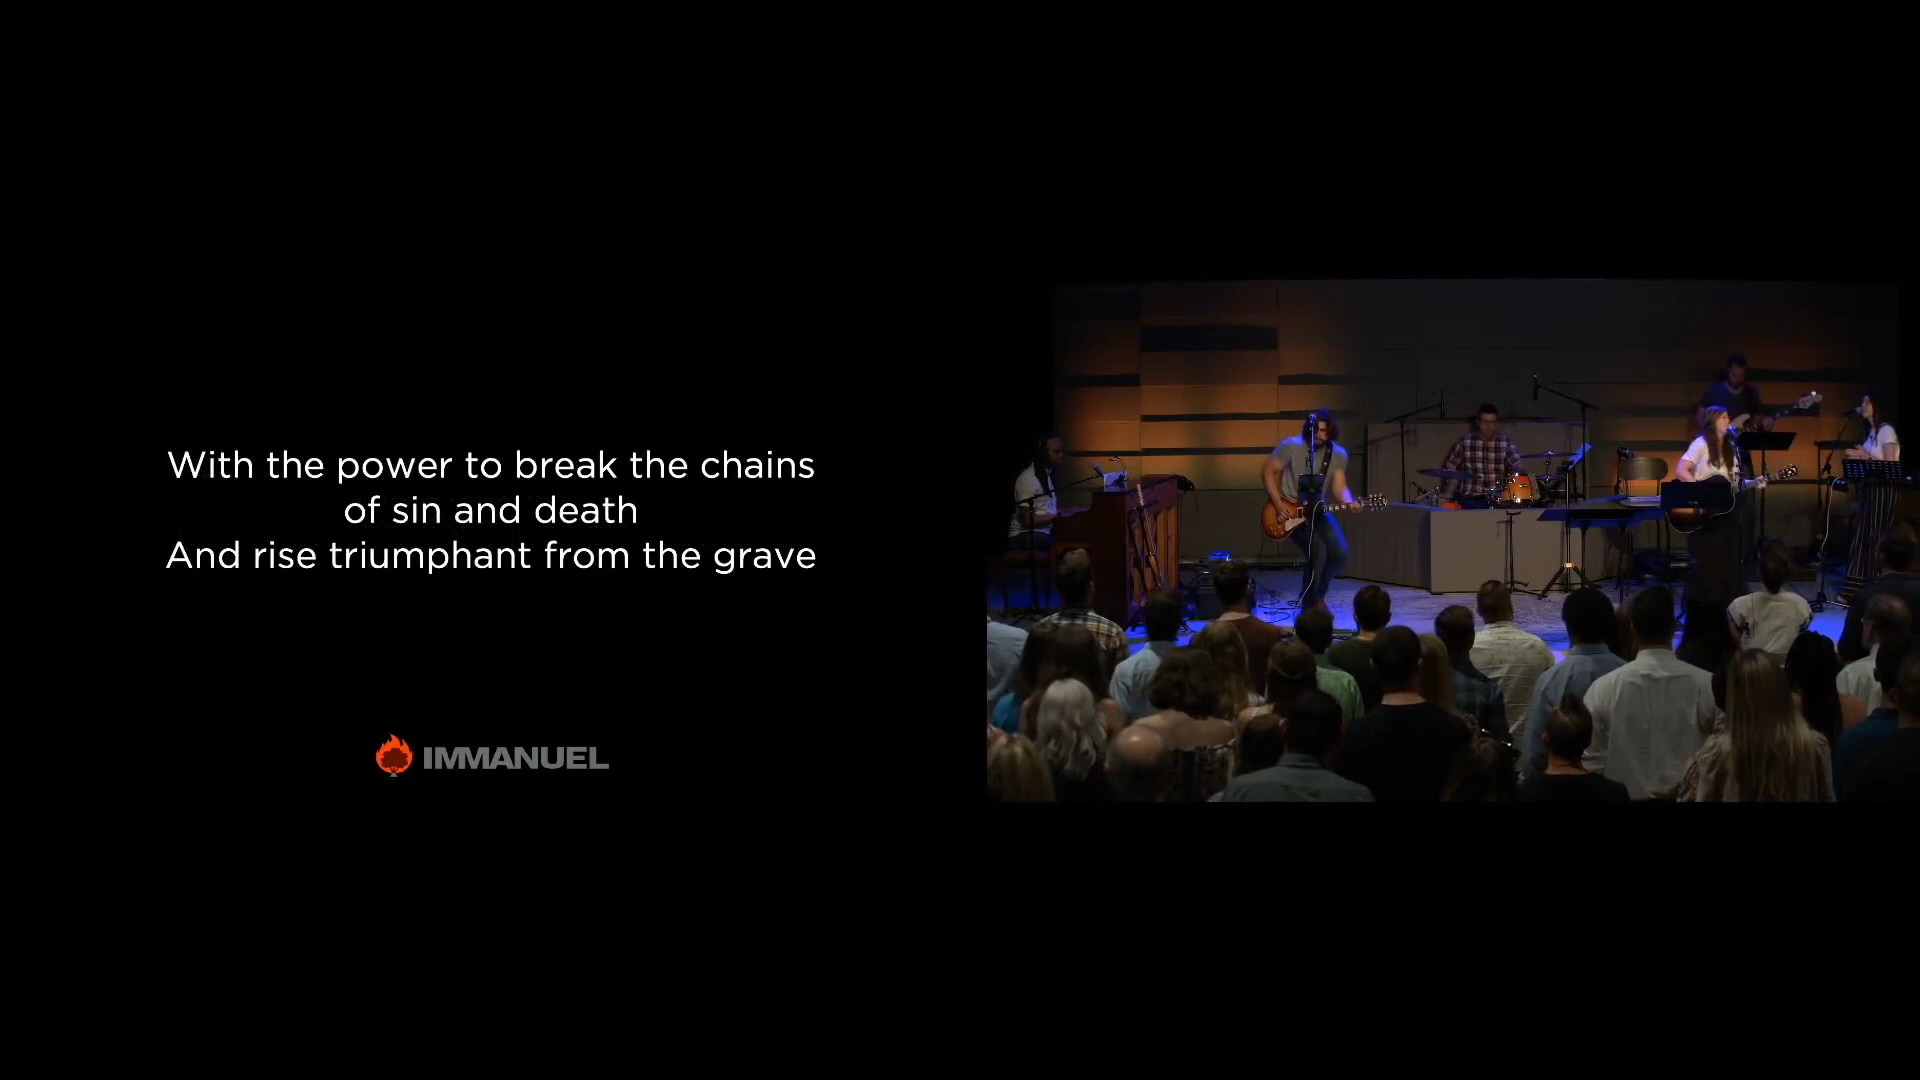 With the power to break the chains
of sin and death
And rise triumphant from the grave
IMMANUEL